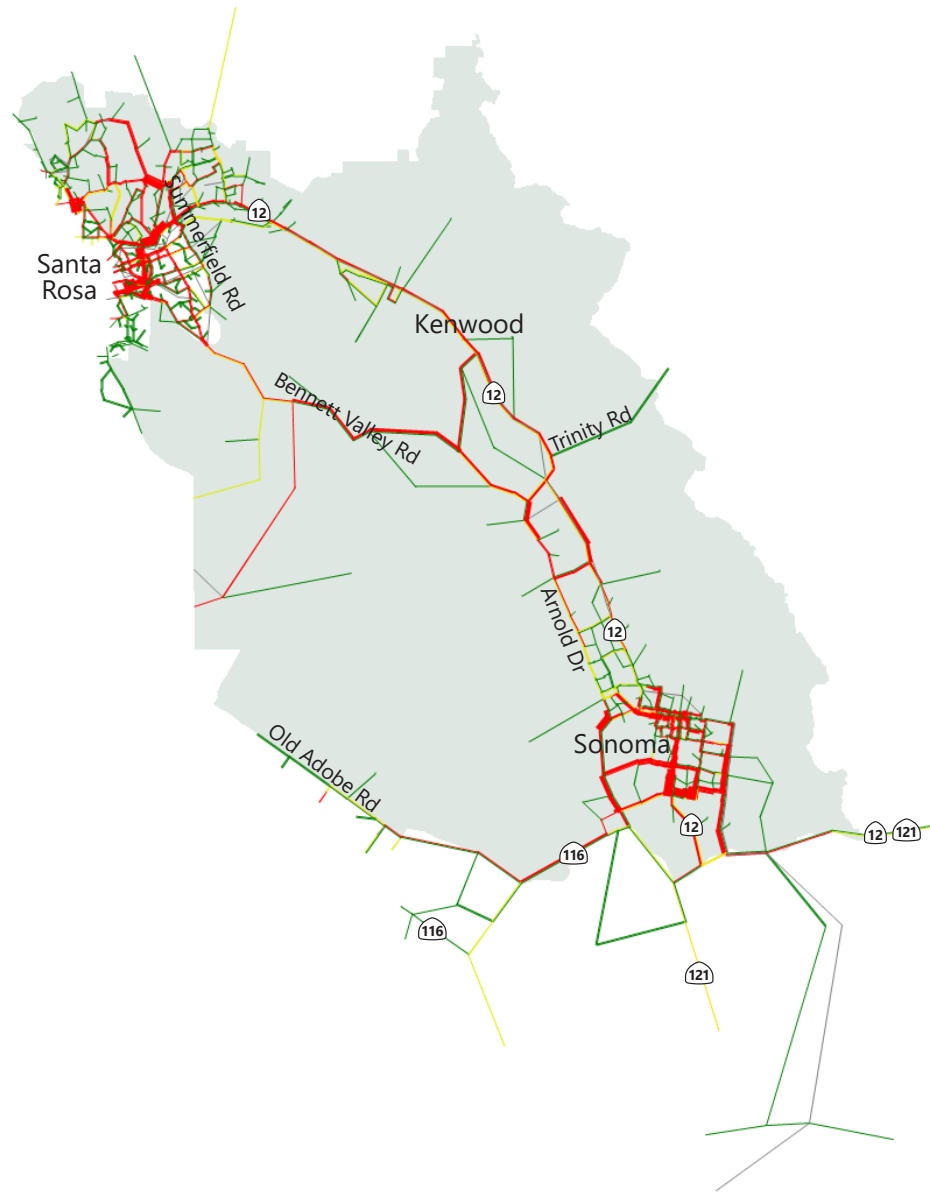 Summerfield Rd
12
Santa
Rosa
Kenwood
Bennett Valley Rd
12
Trinity Rd
Arnold Dr
12
Old Adobe Rd
Sonoma
12
12
121
116
116
121